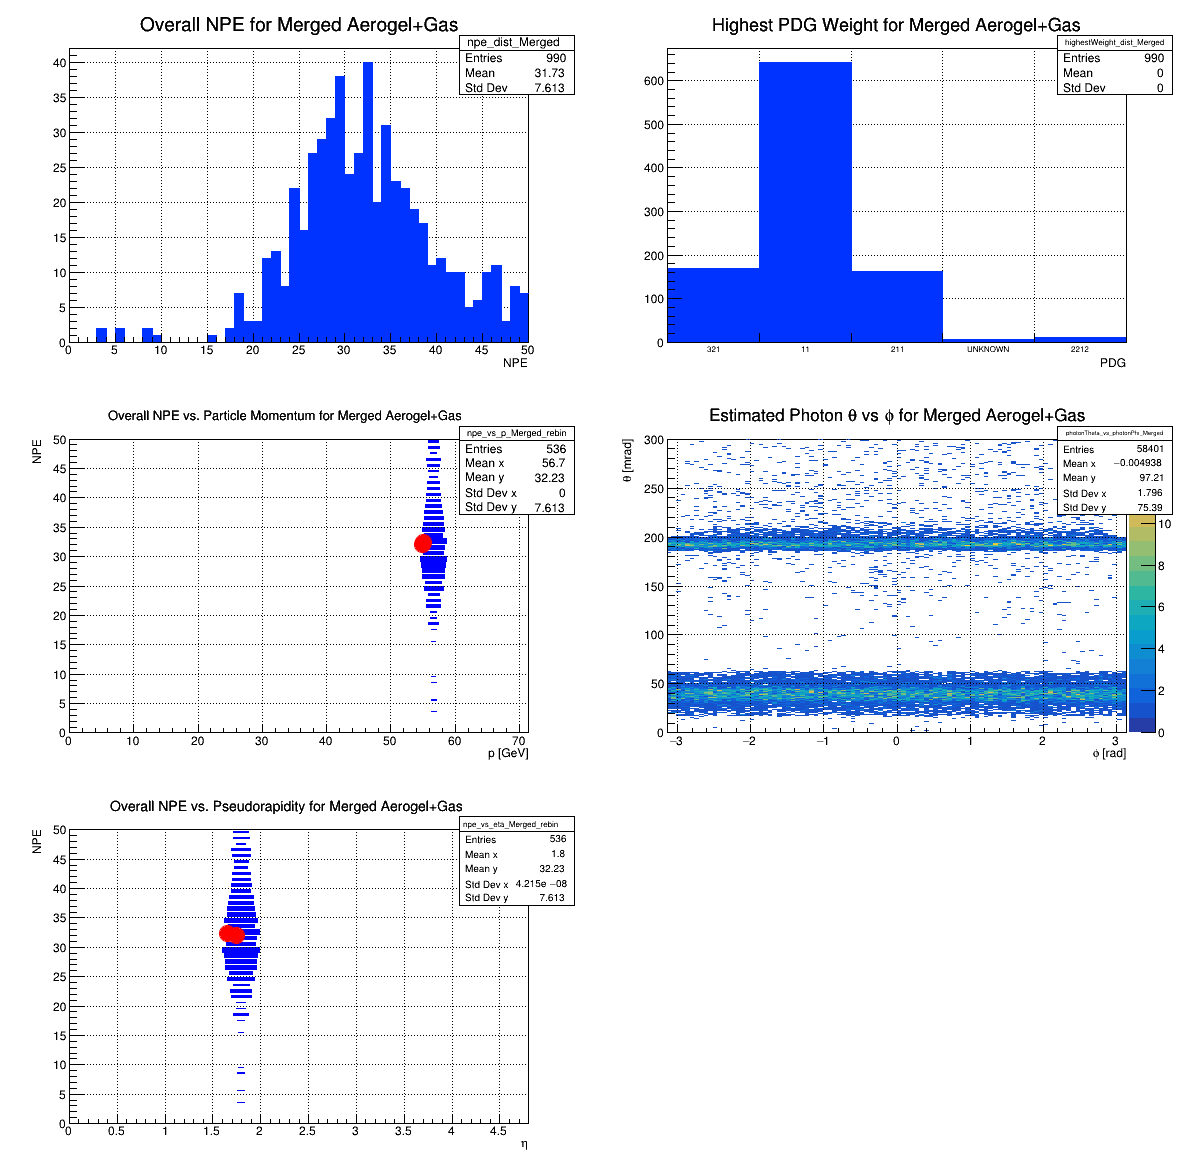 Overall NPE for Merged Aerogel+Gas
npe_dist_Merged
Entries 990
Mean 31.73
Std Dev 7.613
40
35
30
25
20
15
10
5
0
0 5 10 15 20 25 30 35 40 45 50
NPE
Highest PDG Weight for Merged Aerogel+Gas
highestWeight_dist_Merged
Entries 990
Mean 0
Std Dev 0
600
500
400
300
200
100
0
321 11 211 UNKNOWN 2212
PDG
Overall NPE vs. Particle Momentum for Merged Aerogel+Gas
npe_vs_p_Merged_rebin
Entries 536
Mean x 56.7
Mean y 32.23
Std Dev x 0
Std Dev y 7.613
NPE
50
45
40
35
30
25
20
15
10
5
0
0 10 20 30 40 50 60 70
p [GeV]
Estimated Photon θ vs ϕ for Merged Aerogel+Gas
photonTheta_vs_photonPhi_Merged
Entries 58401
Mean x −0.004938
Mean y 97.21
Std Dev x 1.796
Std Dev y 75.39
θ [mrad]
300
250
200
150
100
50
0
−3 −2 −1 0 1 2 3
ϕ [rad]
10
8
6
4
2
0
Overall NPE vs. Pseudorapidity for Merged Aerogel+Gas
npe_vs_eta_Merged_rebin
Entries 536
Mean x 1.8
Mean y 32.23
Std Dev x 4.215e −08
Std Dev y 7.613
NPE
50
45
40
35
30
25
20
15
10
5
0
0 0.5 1 1.5 2 2.5 3 3.5 4 4.5
η